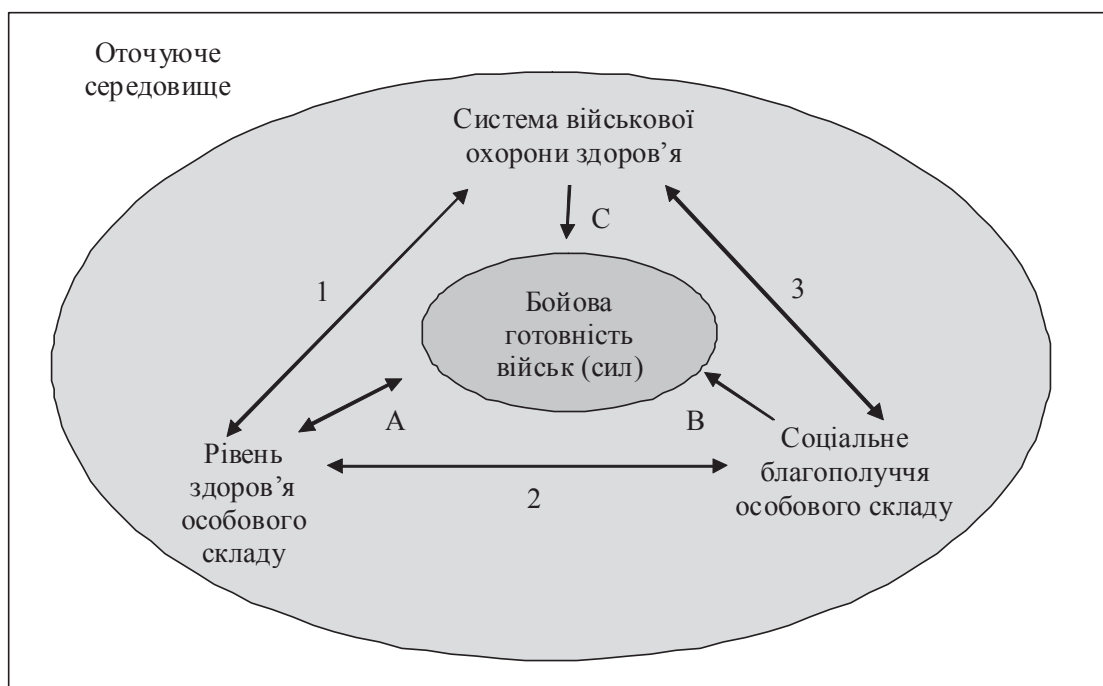 Оточуюче
середовище
Система військової
охорони здоров’я
C
1
3
Бойова
готовність
військ (сил)
A
B
Рівень
здоров’я
особового
складу
2
Соціальне
благополуччя
особового складу